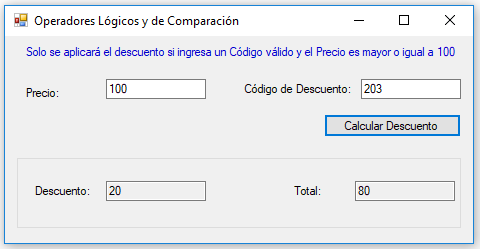 Operadores Lógicos y de Comparación
Solo se aplicará el descuento si ingresa un Código válido y el Precio es mayor o igual a 100
Precio: 100 Código de Descuento: 203
Calcular Descuento
Descuento: 20 Total: 80